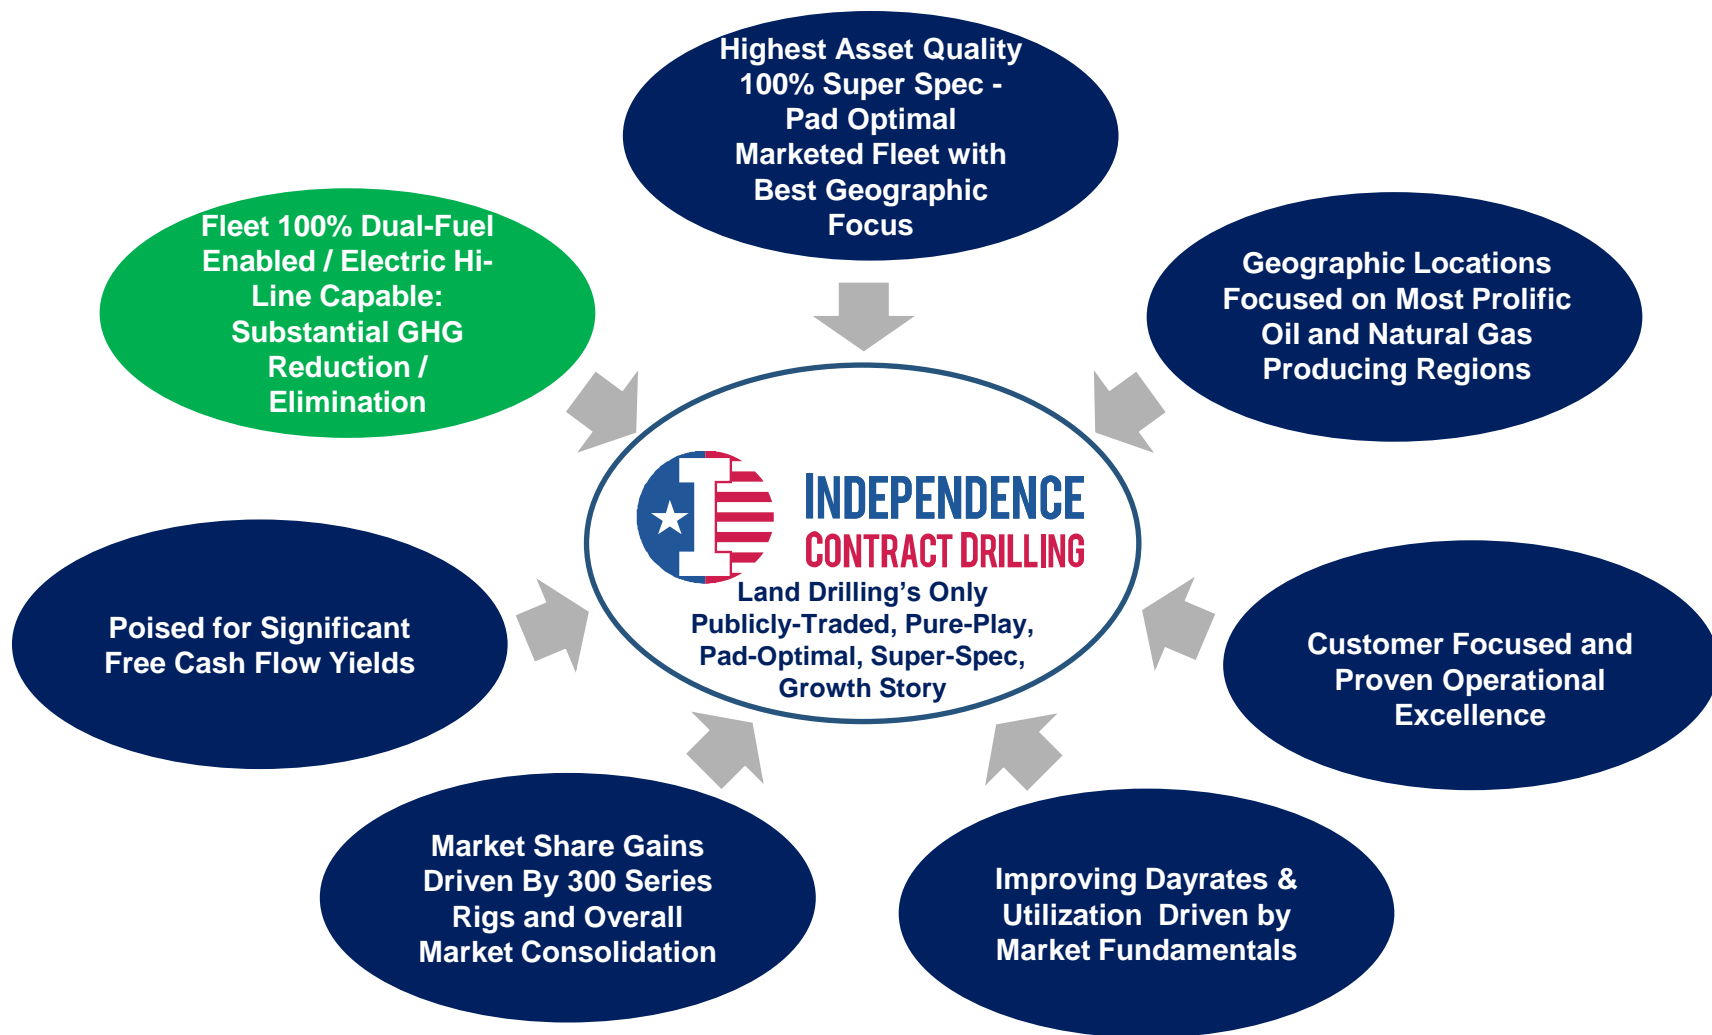 Highest Asset Quality
100% Super Spec -
Pad Optimal
Marketed Fleet with
Best Geographic
Focus
Fleet 100% Dual-Fuel
Enabled / Electric Hi-
Line Capable:
Substantial GHG
Reduction /
Elimination
Geographic Locations
Focused on Most Prolific
Oil and Natural Gas
Producing Regions
I
INDEPENDENCE
CONTRACT DRILLING
Land Drilling's Only
Publicly-Traded, Pure-Play,
Pad-Optimal, Super-Spec,
Growth Story
Poised for Significant
Free Cash Flow Yields
Customer Focused and
Proven Operational
Excellence
Market Share Gains
Driven By 300 Series
Rigs and Overall
Market Consolidation
Improving Dayrates &
Utilization  Driven by
Market Fundamentals